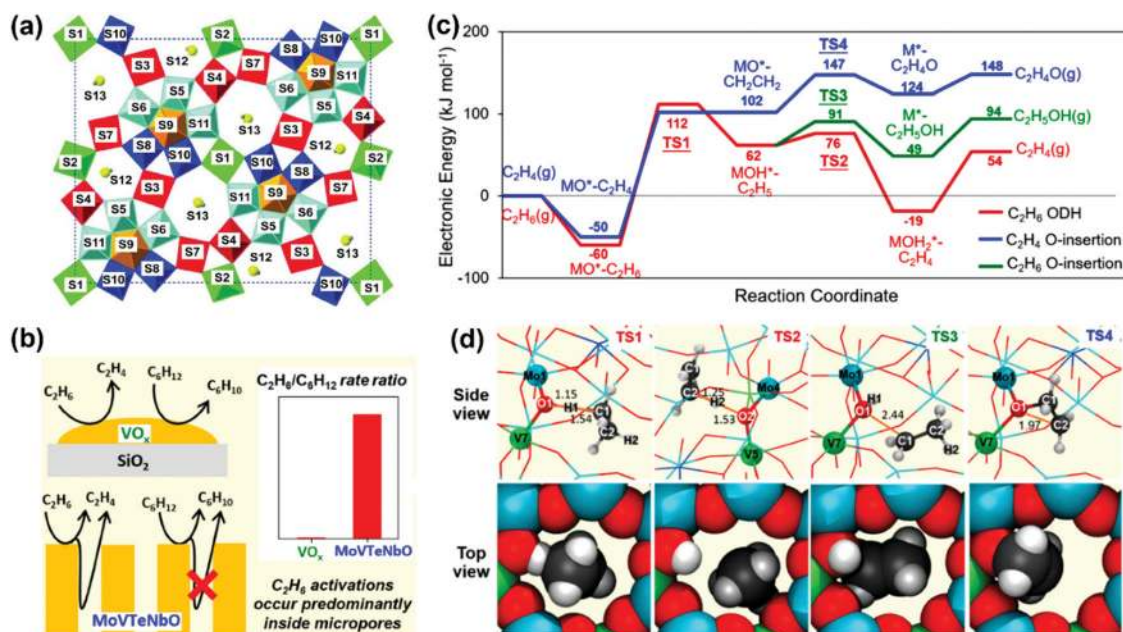 (a)
S1 S10 S2 S8 S10 S1
S12
S3 S4 S9 S11
S13 S5 S6 S5
S6 S4
S9 S11 S13 S3 S12
S7
S8
S2 S10 S1 S10 S8 S2
S12 S3 S9 S7
S4 S13 S11
S5 S6 S5 S6 S13
S11 S9 S7 S4 S3 S12
S8
S1 S10 S2 S10 S1
(b)
C₂H₄ C₆H₁₂
C₂H₆ C₆H₁₀
VOₓ
SiO₂
C₂H₆ C₂H₄ C₆H₁₂ C₆H₁₀
MoVTeNbO
C₂H₆/C₆H₁₂ rate ratio
VOₓ MoVTeNbO
C₂H₆ activations
occur predominantly
inside micropores
(c)
Electronic Energy (kJ mol⁻¹)
200
100
0
-100
Reaction Coordinate
C₂H₄(g)
C₂H₆(g)
MO*-C₂H₄
-50
-60
MO*-C₂H₆
112
TS1
MO*-
CH₂CH₂
102
62
MOH*-
C₂H₅
TS4
147
TS3
91
76
TS2
M*-
C₂H₄O
124
M*-
C₂H₅OH
49
-19
MOH₂*-
C₂H₄
148
C₂H₄O(g)
94
C₂H₅OH(g)
54
C₂H₄(g)
C₂H₆ ODH
C₂H₄ O-insertion
C₂H₆ O-insertion
(d)
Side
view
TS1
Mo1
1.15
O1 H1
1.54 C1
C2
V7 H2
TS2
C1
C2 1.25
H2
Mo4
O2
1.53
V5
TS3
Mo1
H1
O1
2.44
C1 C2
V7 H2
TS4
Mo1
O1 C1
1.97 C2
V7
Top
view